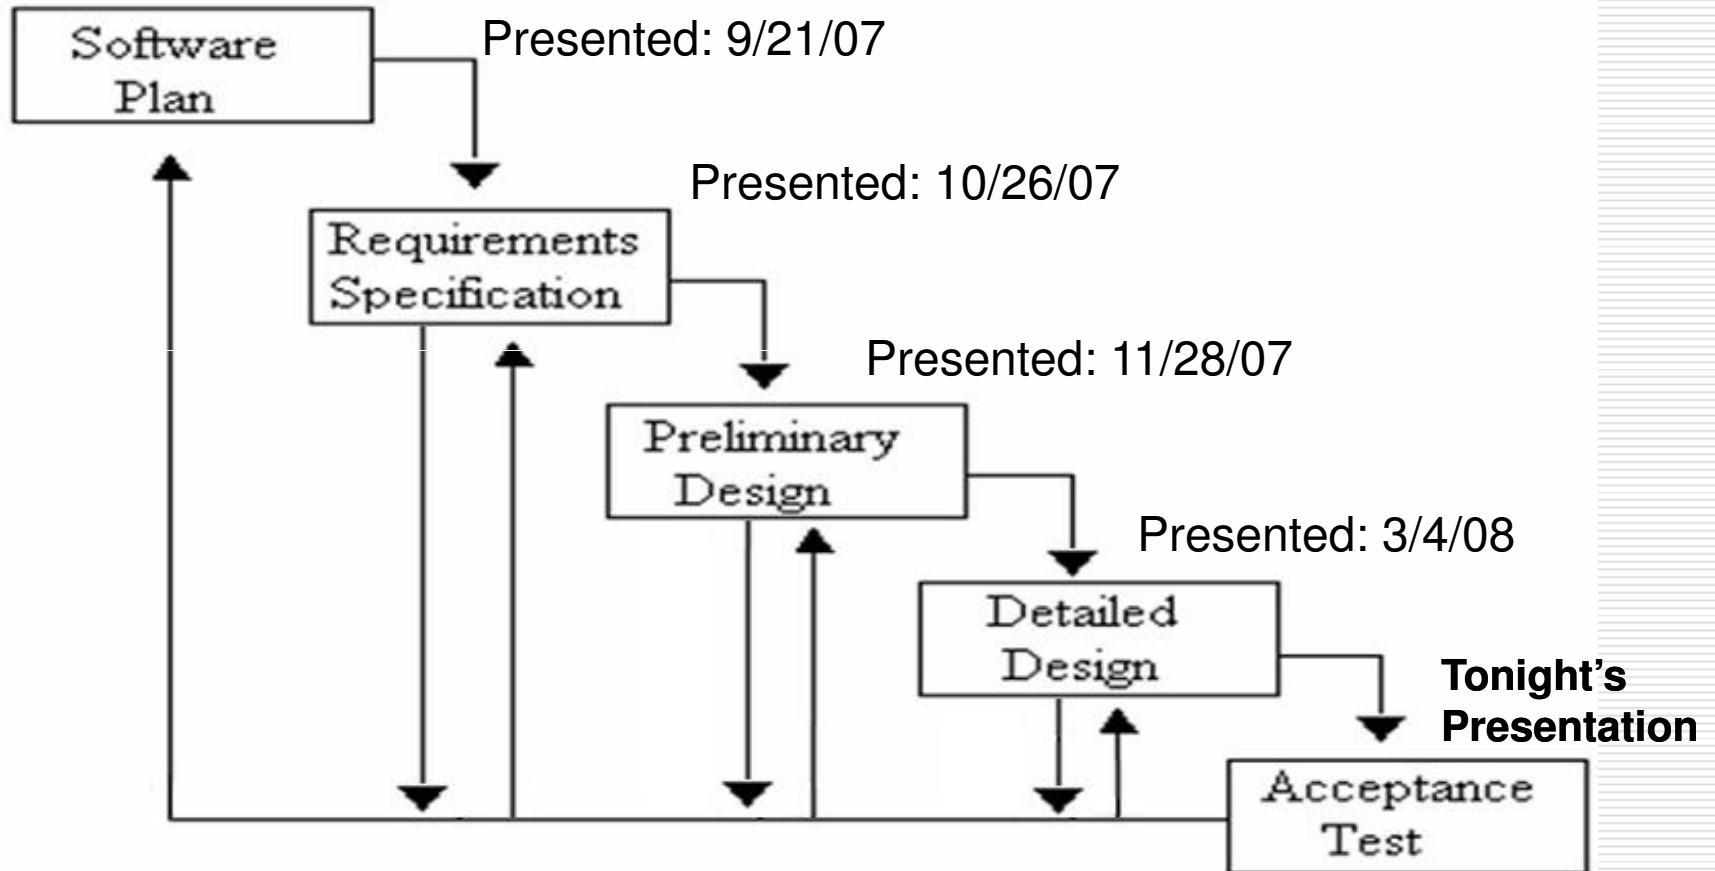 Software
Plan
Presented: 9/21/07
Presented: 10/26/07
Requirements
Specification
Presented: 11/28/07
Preliminary
Design
Presented: 3/4/08
Detailed
Design
Tonight’s
Presentation
Acceptance
Test